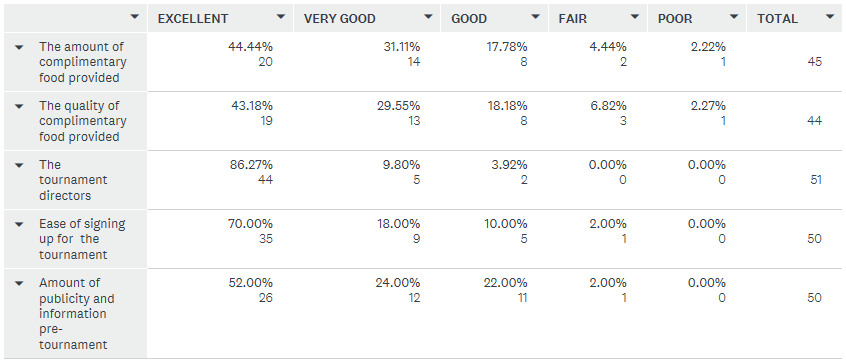 EXCELLENT VERY GOOD GOOD FAIR POOR TOTAL
The amount of 44.44% 31.11% 17.78% 4.44% 2.22%
complimentary 20 14 8 2 1 45
food provided
The quality of 43.18% 29.55% 18.18% 6.82% 2.27%
complimentary 19 13 8 3 1 44
food provided
The 86.27% 9.80% 3.92% 0.00% 0.00%
tournament 44 5 2 0 0 51
directors
Ease of signing 70.00% 18.00% 10.00% 2.00% 0.00%
up for the 35 9 5 1 0 50
tournament
Amount of 52.00% 24.00% 22.00% 2.00% 0.00%
publicity and 26 12 11 1 0 50
information
pre-
tournament